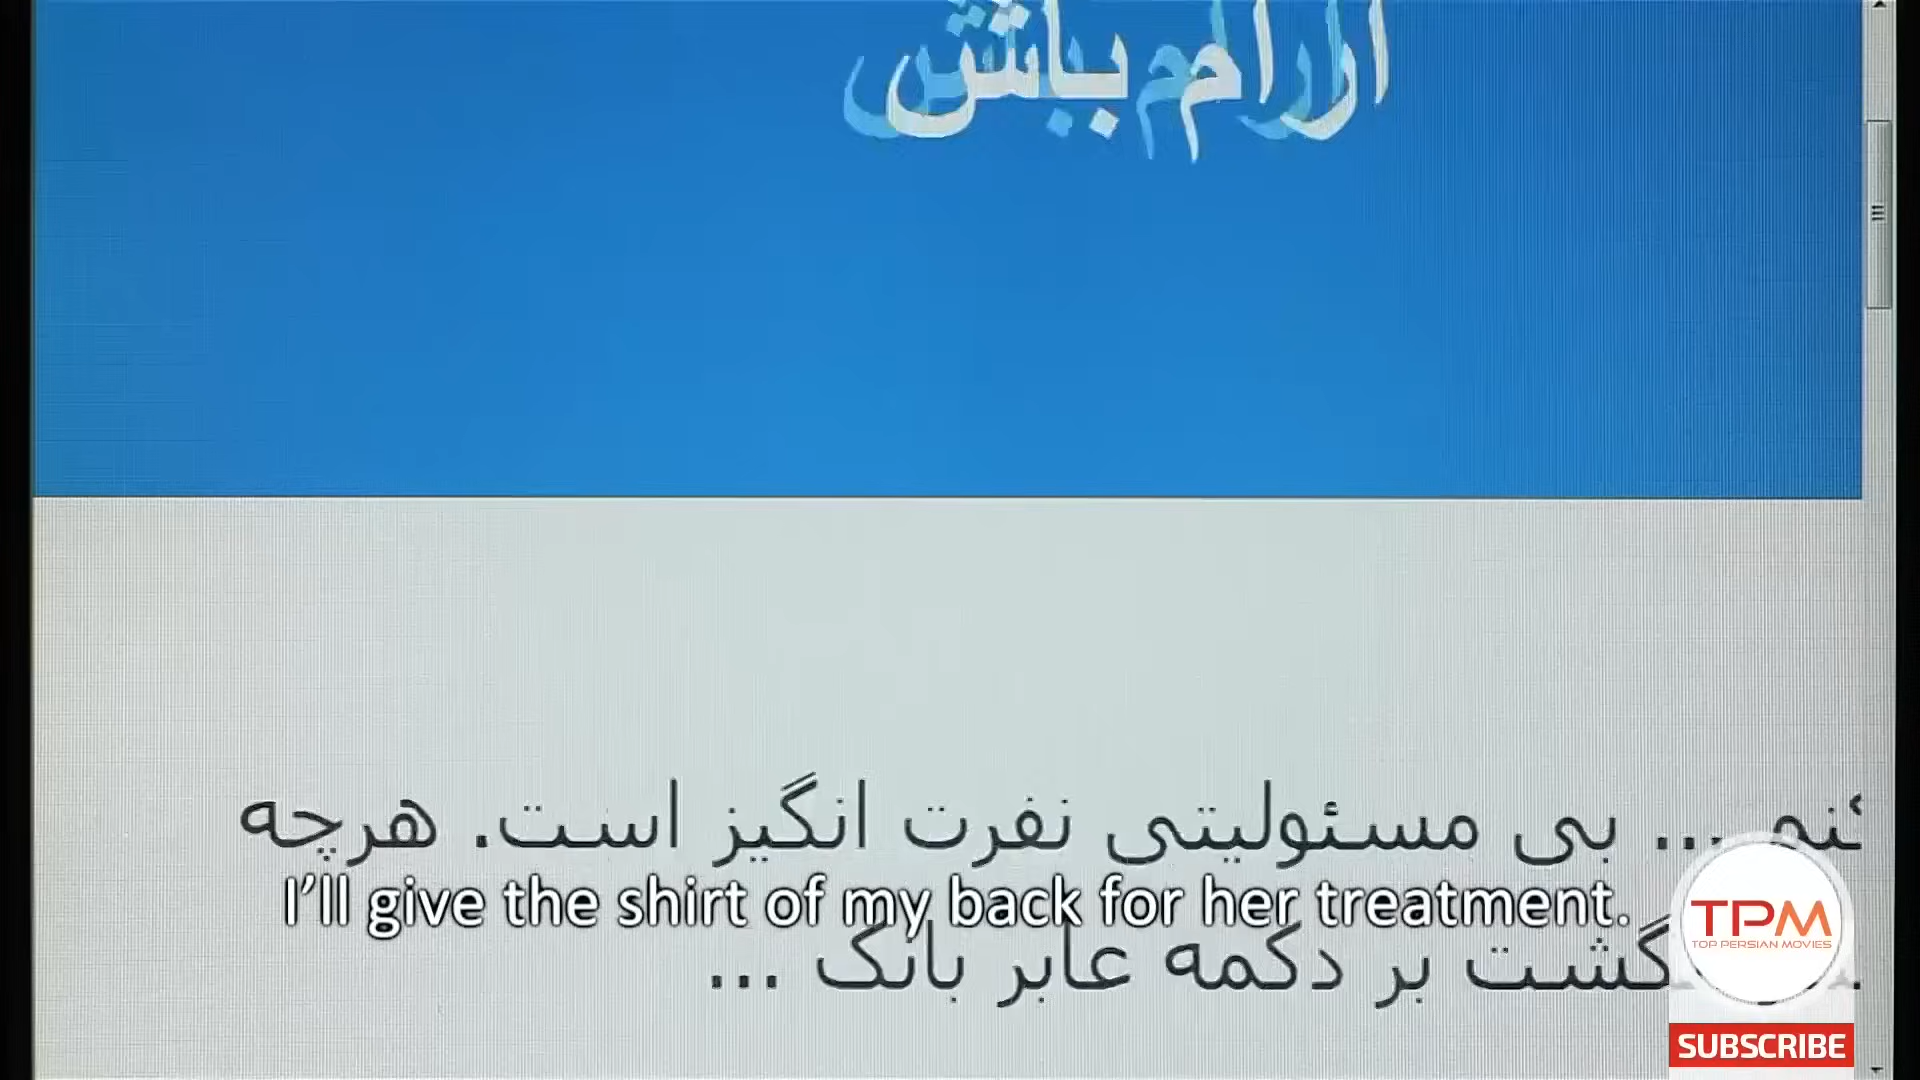 آرام باش
... بی مسئولیتی نفرت انگیز است. هرچه
I'll give the shirt of my back for her treatment.
بر دکمه عابر بانک ...
TPM
TOP PERSIAN MOVIES
SUBSCRIBE